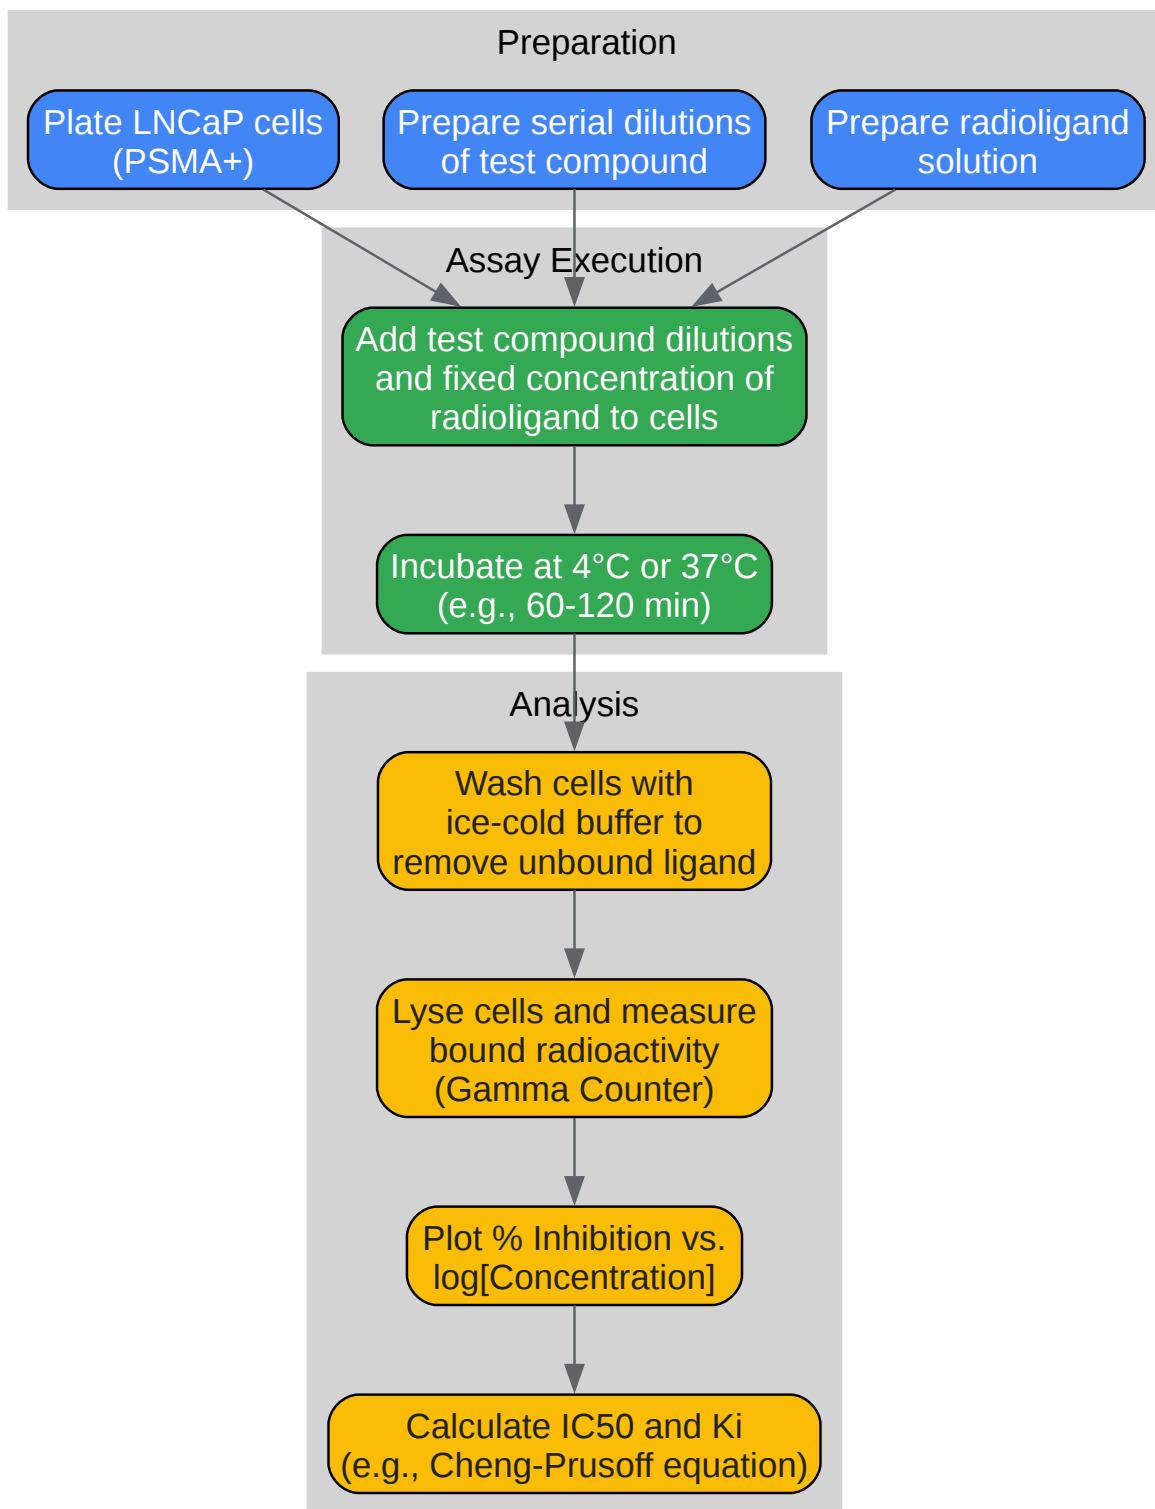 Preparation
Plate LNCaP cells
(PSMA+)
Prepare serial dilutions
of test compound
Prepare radioligand
solution
Assay Execution
Add test compound dilutions
and fixed concentration of
radioligand to cells
Incubate at 4°C or 37°C
(e.g., 60-120 min)
Analysis
Wash cells with
ice-cold buffer to
remove unbound ligand
Lyse cells and measure
bound radioactivity
(Gamma Counter)
Plot % Inhibition vs.
log[Concentration]
Calculate IC50 and Ki
(e.g., Cheng-Prusoff equation)